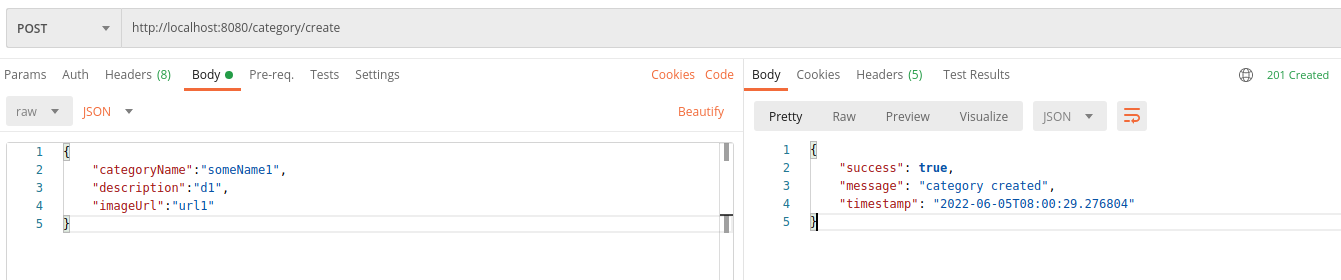 POST http://localhost:8080/category/create
Params Auth Headers (8) Body Pre-req. Tests Settings Cookies Code
raw JSON Beautify
1 {
2 "categoryName":"someName1",
3 "description":"d1",
4 "imageUrl":"url1"
5 }
Body Cookies Headers (5) Test Results 201 Created
Pretty Raw Preview Visualize JSON
1 {
2 "success": true,
3 "message": "category created",
4 "timestamp": "2022-06-05T08:00:29.276804"
5 }